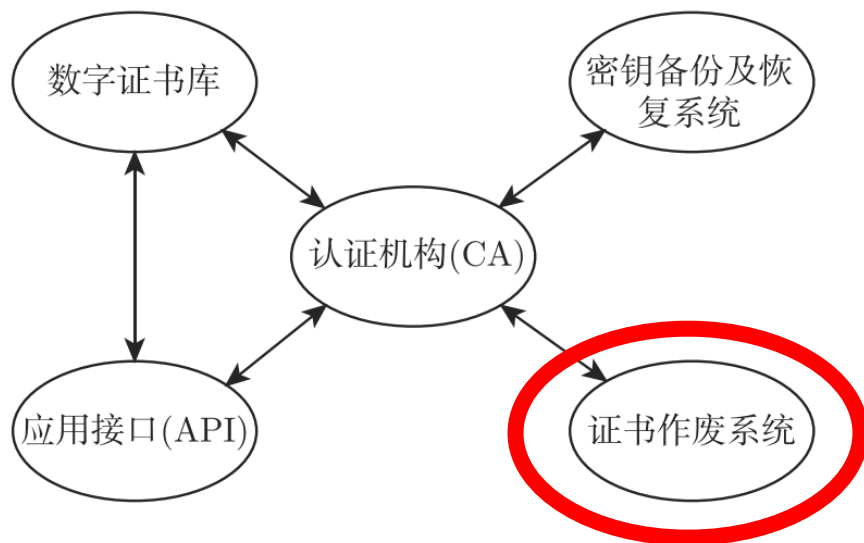 数字证书库
密钥备份及恢
复系统
认证机构(CA)
应用接口(API)
证书作废系统